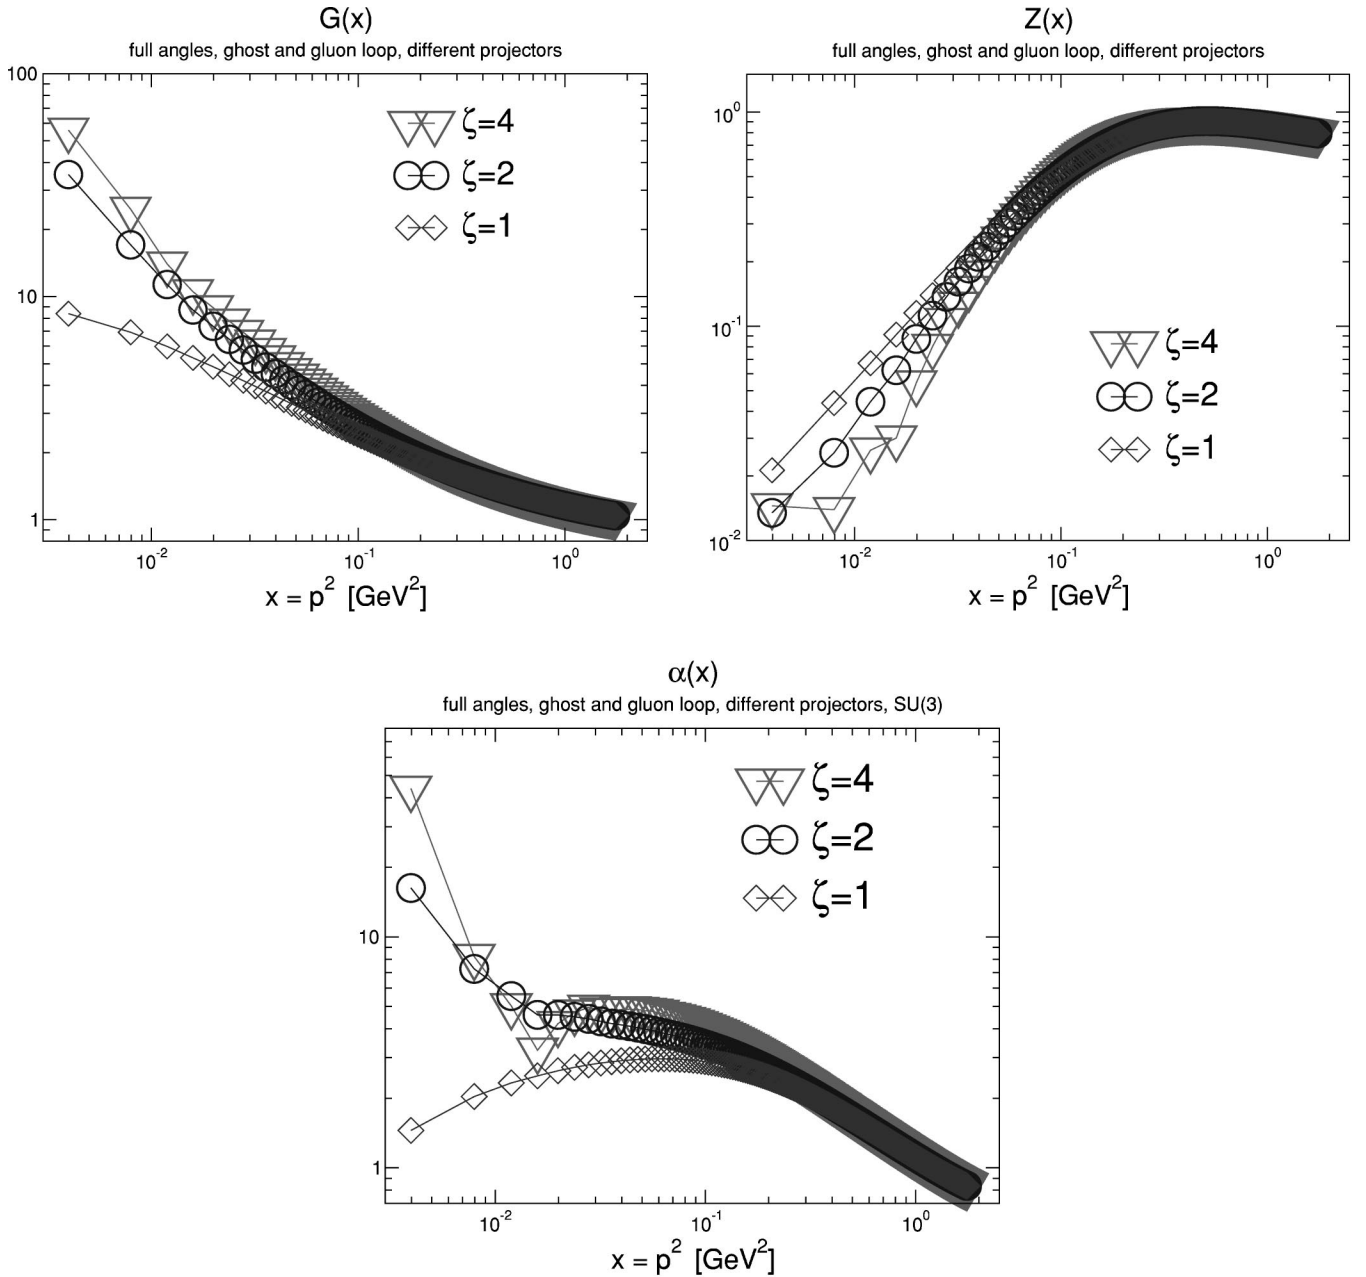 G(x)
full angles, ghost and gluon loop, different projectors
100
10
1
ζ=4
ζ=2
ζ=1
10^-2
10^-1
10^0
x = p^2 [GeV^2]
Z(x)
full angles, ghost and gluon loop, different projectors
10^0
10^-1
10^-2
ζ=4
ζ=2
ζ=1
10^-2
10^-1
10^0
x = p^2 [GeV^2]
α(x)
full angles, ghost and gluon loop, different projectors, SU(3)
10
1
ζ=4
ζ=2
ζ=1
10^-2
10^-1
10^0
x = p^2 [GeV^2]